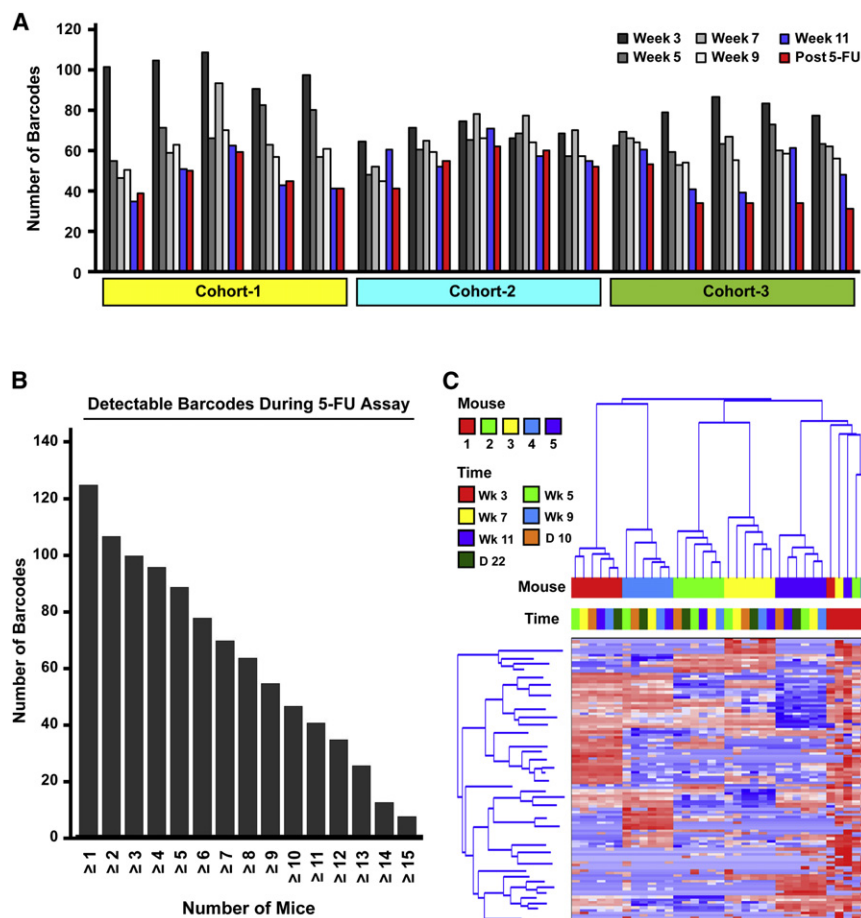 A
120
100
80
60
40
20
0
Number of Barcodes
Week 3 Week 7 Week 11
Week 5 Week 9 Post 5-FU
Cohort-1 Cohort-2 Cohort-3
B
Detectable Barcodes During 5-FU Assay
140
120
100
80
60
40
20
0
Number of Barcodes
≥ 1 ≥ 2 ≥ 3 ≥ 4 ≥ 5 ≥ 6 ≥ 7 ≥ 8 ≥ 9 ≥ 10 ≥ 11 ≥ 12 ≥ 13 ≥ 14 ≥ 15
Number of Mice
C
Mouse
1 2 3 4 5
Time
Wk 3 Wk 5
Wk 7 Wk 9
Wk 11 D 10
D 22
Mouse
Time